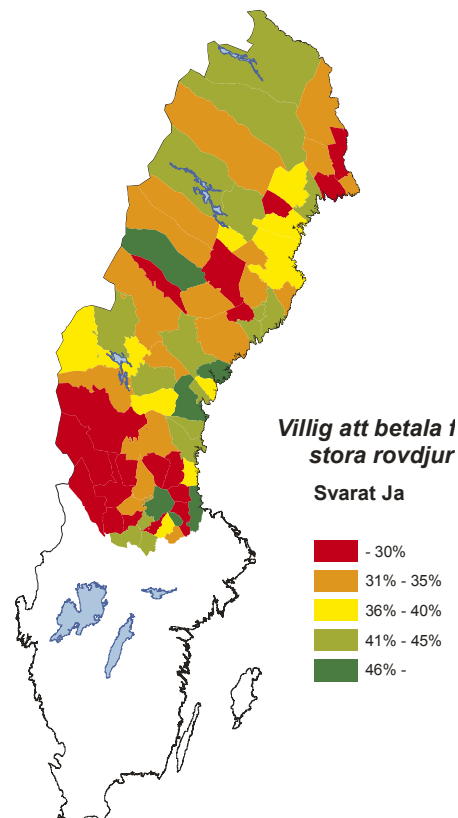 Villig att betala f
stora rovdjur
Svarat Ja
- 30%
31% - 35%
36% - 40%
41% - 45%
46% -